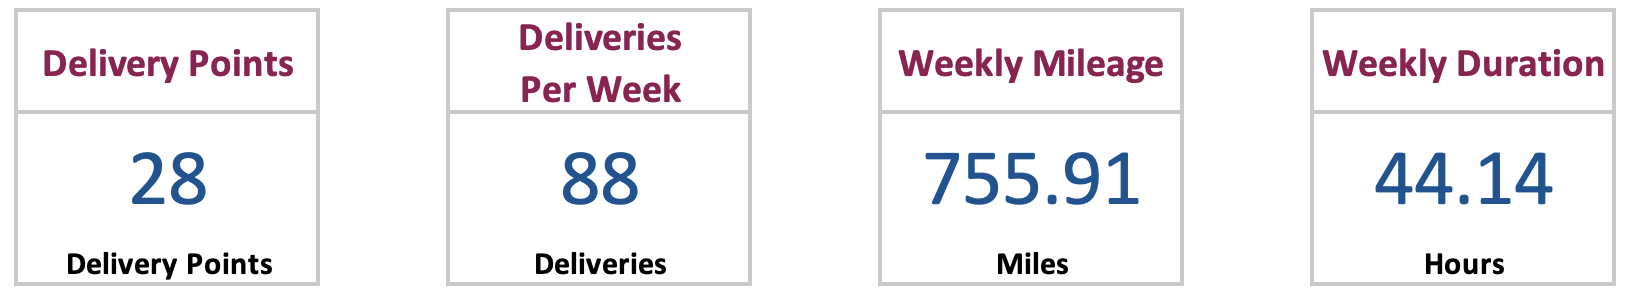 Delivery Points
28
Delivery Points
Deliveries
Per Week
88
Deliveries
Weekly Mileage
755.91
Miles
Weekly Duration
44.14
Hours